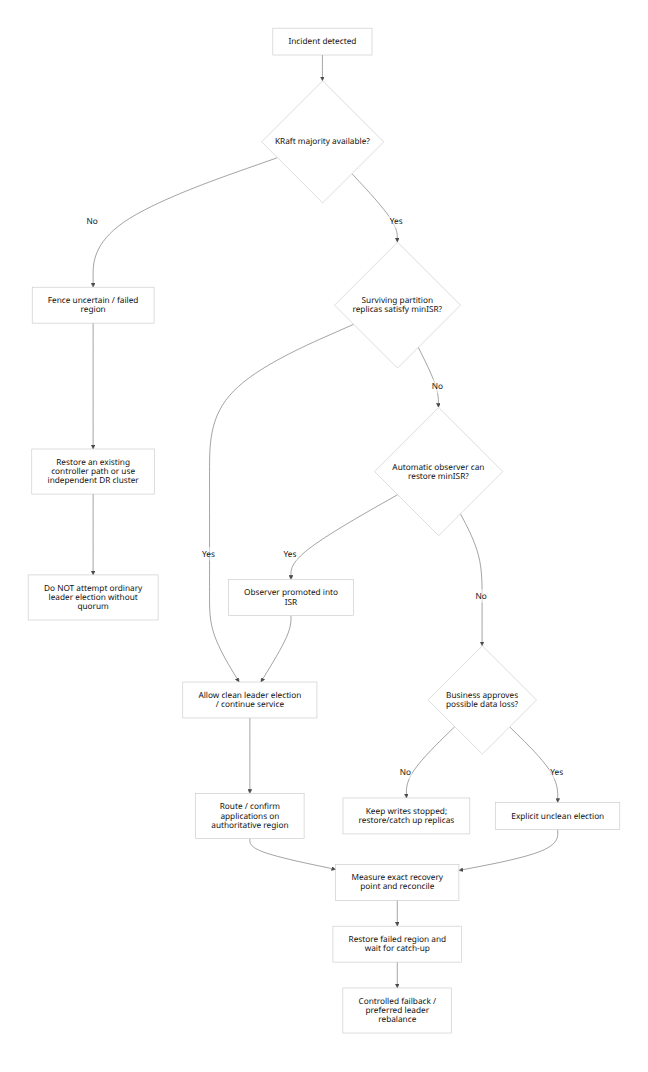 Incident detected
KRaft majority available?
No
Yes
Fence uncertain / failed
region
Surviving partition
replicas satisfy minISR?
No
Restore an existing
controller path or use
independent DR cluster
Automatic observer can
restore minISR?
Yes
Yes
Do NOT attempt ordinary
leader election without
quorum
Observer promoted into
ISR
No
Allow clean leader election
/ continue service
Business approves
possible data loss?
No
Yes
Route / confirm
applications on
authoritative region
Keep writes stopped;
restore/catch up replicas
Explicit unclean election
Measure exact recovery
point and reconcile
Restore failed region and
wait for catch-up
Controlled failback /
preferred leader
rebalance